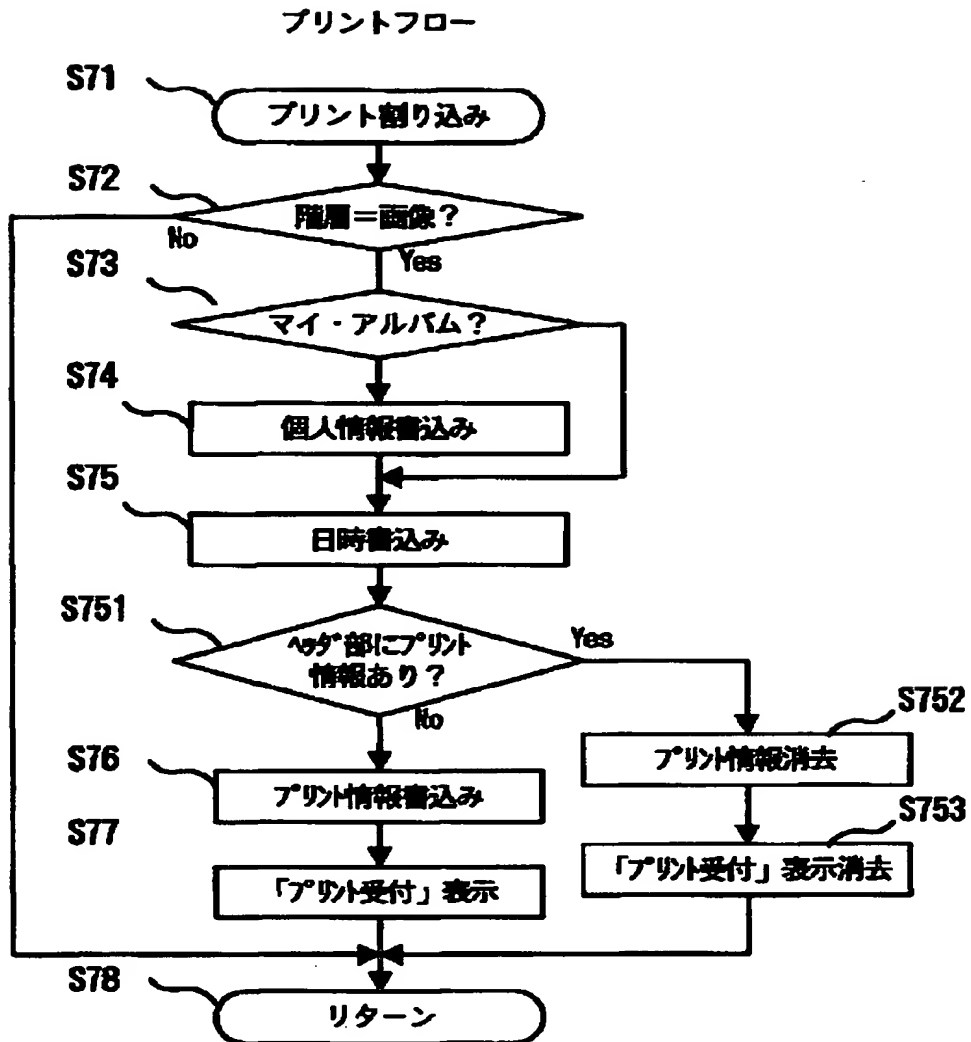 プリントフロー
S71
プリント割り込み
S72
階層＝画像？
No
Yes
S73
マイ・アルバム？
S74
個人情報書込み
S75
日時書込み
S751
ヘッダ部にプリント
情報あり？
Yes
No
S752
プリント情報消去
S76
プリント情報書込み
S753
「プリント受付」表示消去
S77
「プリント受付」表示
S78
リターン